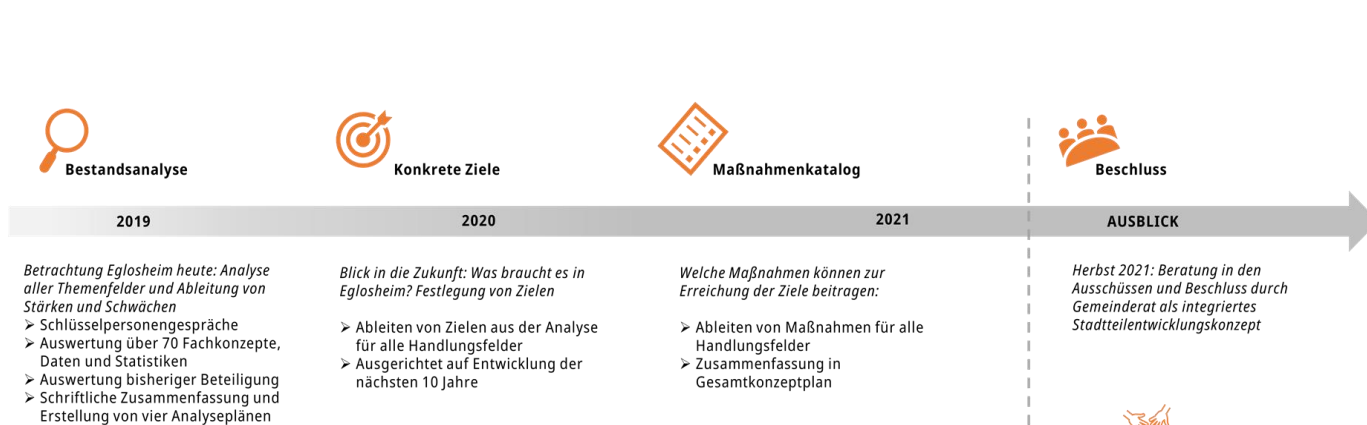 Bestandsanalyse
Konkrete Ziele
Maßnahmenkatalog
Beschluss
2019
2020
2021
AUSBLICK
Betrachtung Eglosheim heute: Analyse
aller Themenfelder und Ableitung von
Stärken und Schwächen
➢ Schlüsselpersonengespräche
➢ Auswertung über 70 Fachkonzepte,
Daten und Statistiken
➢ Auswertung bisheriger Beteiligung
➢ Schriftliche Zusammenfassung und
Erstellung von vier Analyseplänen
Blick in die Zukunft: Was braucht es in
Eglosheim? Festlegung von Zielen
➢ Ableiten von Zielen aus der Analyse
für alle Handlungsfelder
➢ Ausgerichtet auf Entwicklung der
nächsten 10 Jahre
Welche Maßnahmen können zur
Erreichung der Ziele beitragen:
➢ Ableiten von Maßnahmen für alle
Handlungsfelder
➢ Zusammenfassung in
Gesamtkonzeptplan
Herbst 2021: Beratung in den
Ausschüssen und Beschluss durch
Gemeinderat als integriertes
Stadtteilentwicklungskonzept